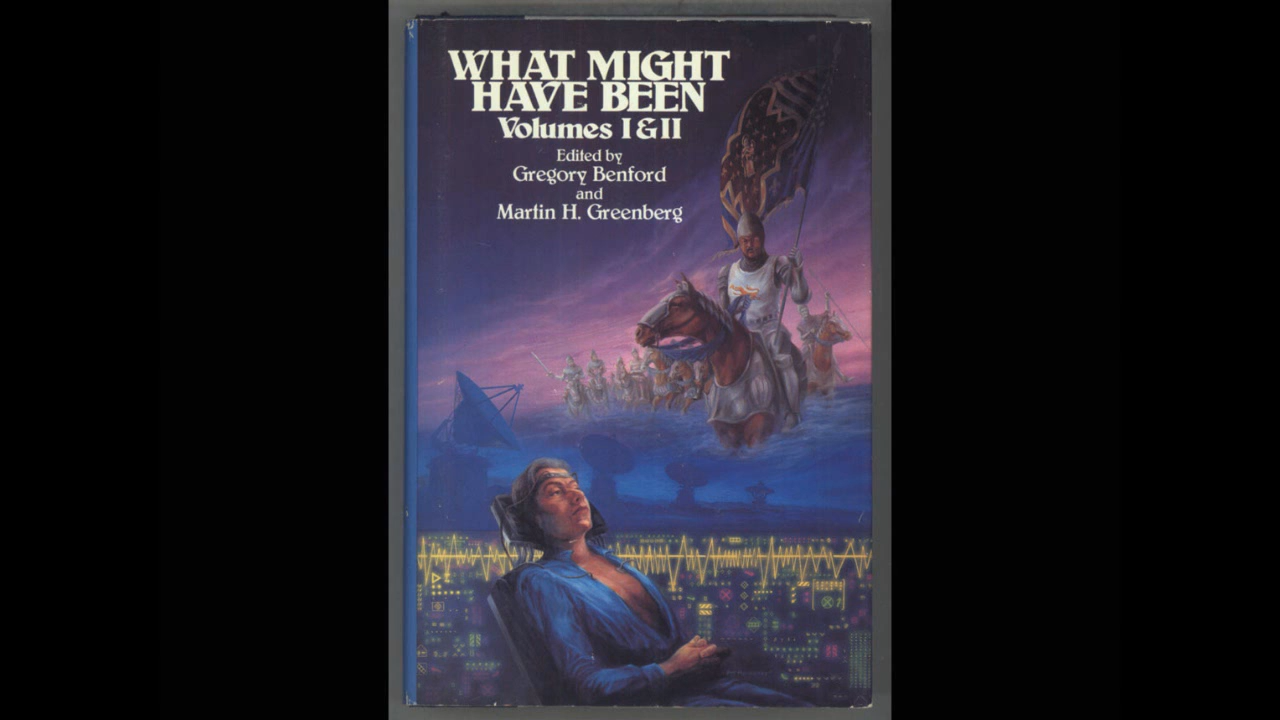 WHAT MIGHT
HAVE BEEN
Volumes I & II
Edited by
Gregory Benford
and
Martin H. Greenberg